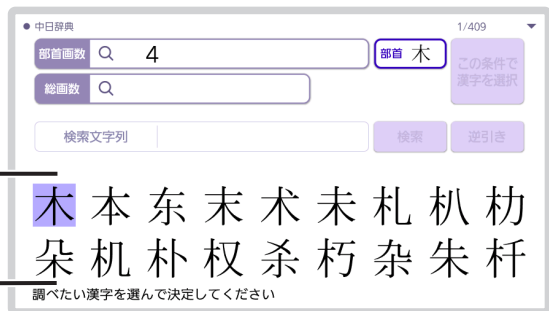 ● 中日辞典 1/409 ▼
部首画数 4 部首 木 この条件で
漢字を選択
総画数
検索文字列 検索 逆引き
木 本 东 末 术 未 札 朳 朸
朵 机 朴 权 杀 朽 杂 朱 杆
調べたい漢字を選んで決定してください